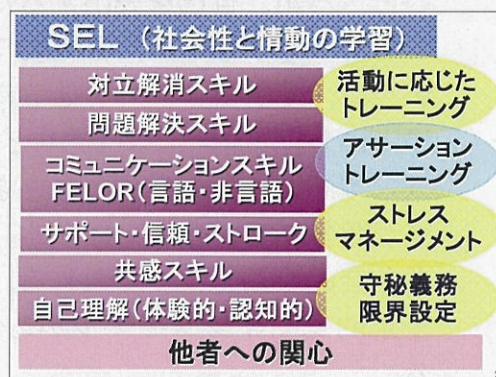 SEL（社会性と情動の学習）
対立解消スキル
問題解決スキル
コミュニケーションスキル
FELOR（言語・非言語）
サポート・信頼・ストローク
共感スキル
自己理解（体験的・認知的）
他者への関心
活動に応じた
トレーニング
アサーション
トレーニング
ストレス
マネージメント
守秘義務
限界設定